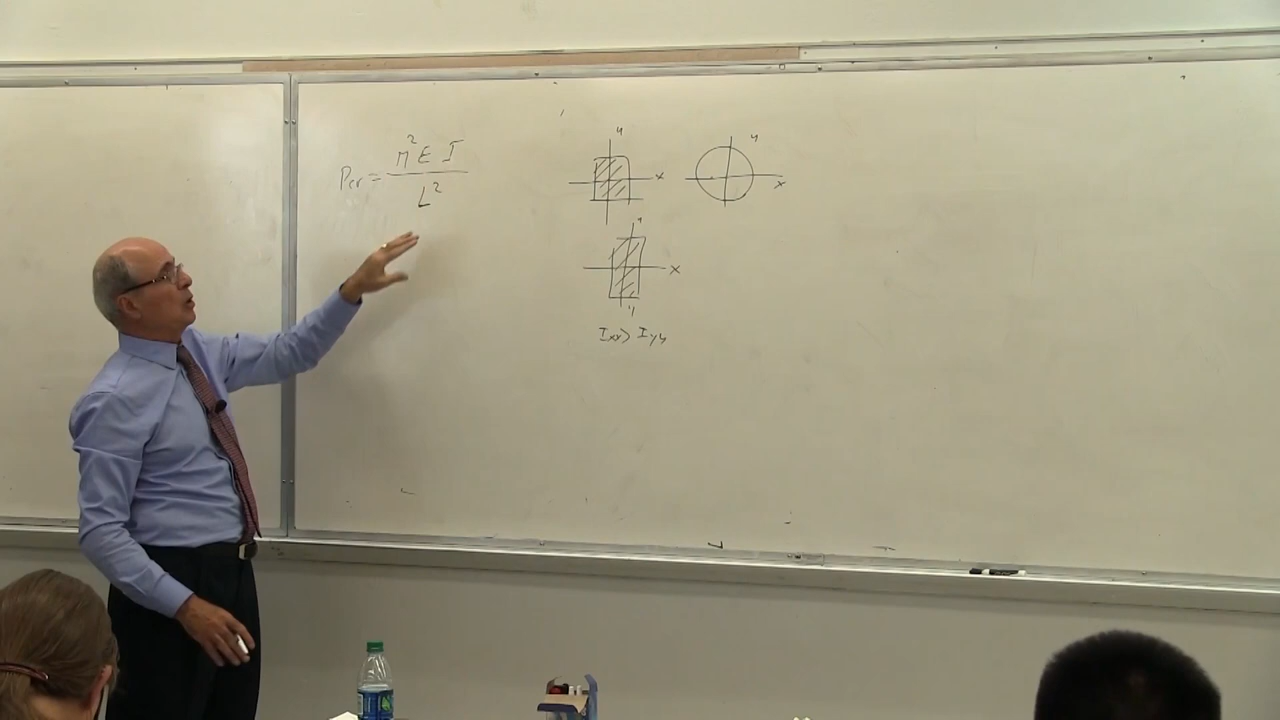 Pcr = π² E I / L²
y
x
y
x
y
x
y
Ixx > Iyy